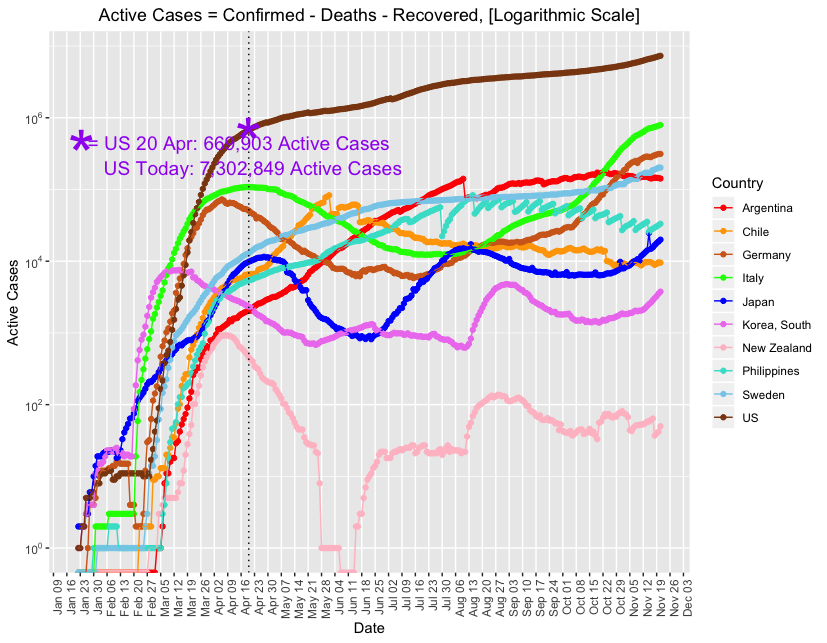 Active Cases = Confirmed - Deaths - Recovered, [Logarithmic Scale]
* = US 20 Apr: 669,903 Active Cases
US Today: 7,302,849 Active Cases
Active Cases
10^6
10^4
10^2
10^0
Jan 09
Jan 16
Jan 23
Jan 30
Feb 06
Feb 13
Feb 20
Feb 27
Mar 05
Mar 12
Mar 19
Mar 26
Apr 02
Apr 09
Apr 16
Apr 23
Apr 30
May 07
May 14
May 21
May 28
Jun 04
Jun 11
Jun 18
Jun 25
Jul 02
Jul 09
Jul 16
Jul 23
Jul 30
Aug 06
Aug 13
Aug 20
Aug 27
Sep 03
Sep 10
Sep 17
Sep 24
Oct 01
Oct 08
Oct 15
Oct 22
Oct 29
Nov 05
Nov 12
Nov 19
Nov 26
Dec 03
Date
Country
Argentina
Chile
Germany
Italy
Japan
Korea, South
New Zealand
Philippines
Sweden
US